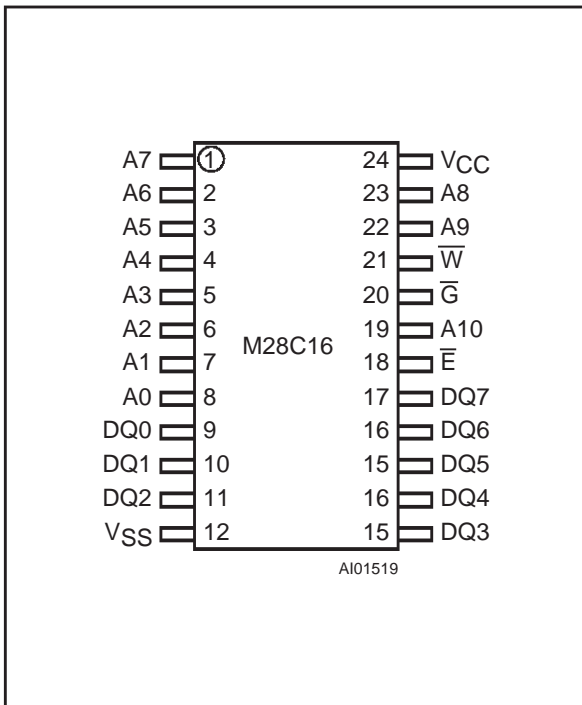 A7 1 24 VCC
A6 2 23 A8
A5 3 22 A9
A4 4 21 W̅
A3 5 20 G̅
A2 6 19 A10
M28C16
A1 7 18 E̅
A0 8 17 DQ7
DQ0 9 16 DQ6
DQ1 10 15 DQ5
DQ2 11 16 DQ4
VSS 12 15 DQ3
AI01519